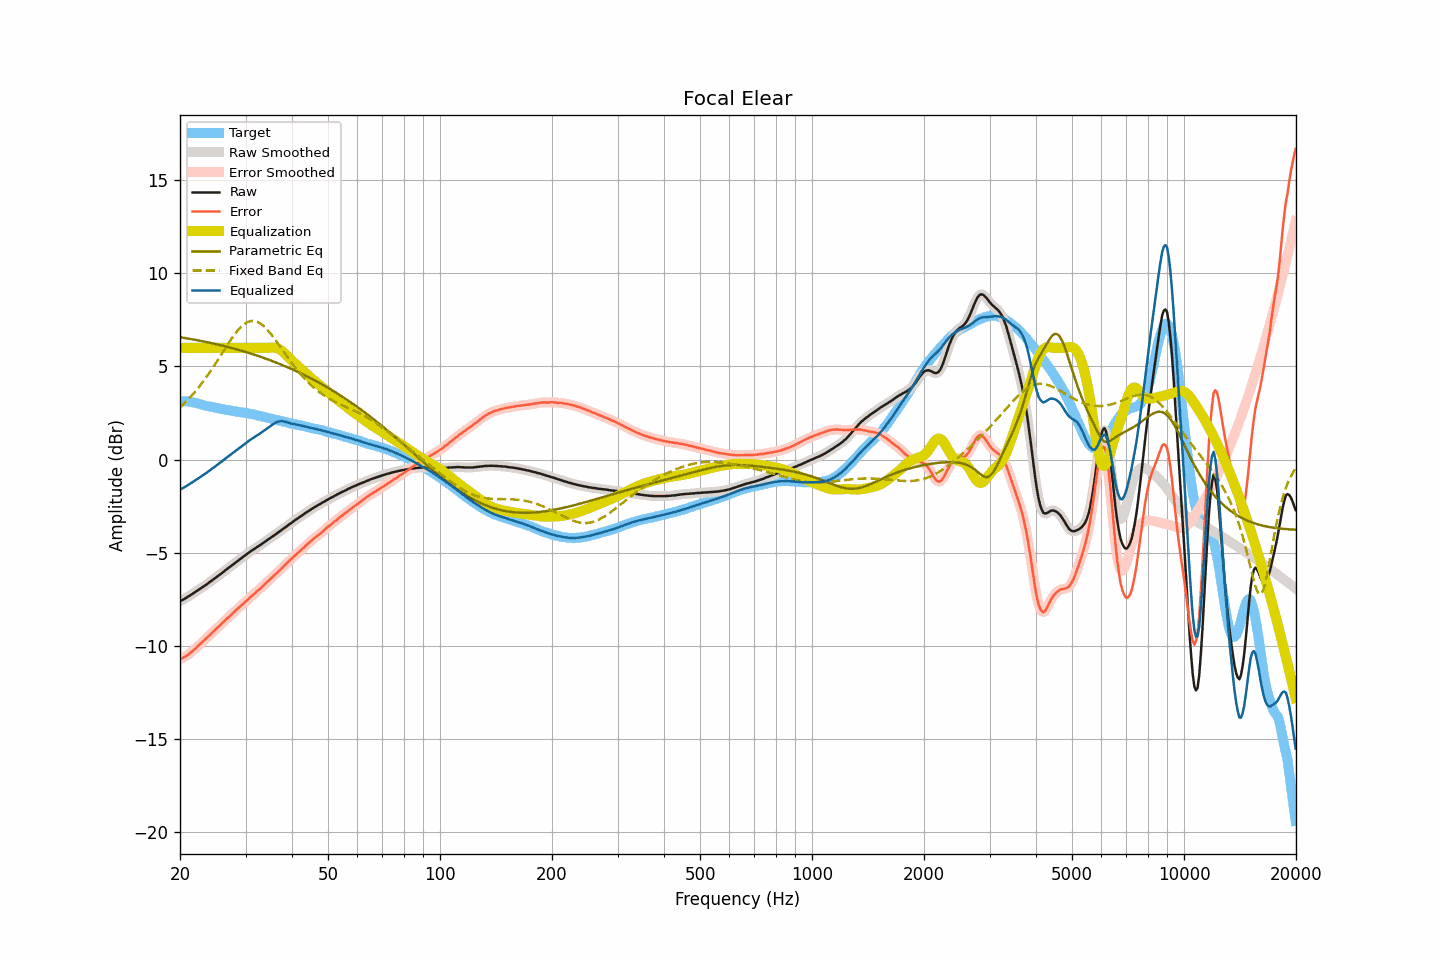 Focal Elear
Target
Raw Smoothed
Error Smoothed
Raw
Error
Equalization
Parametric Eq
Fixed Band Eq
Equalized
15
10
5
0
−5
−10
−15
−20
Amplitude (dBr)
20 50 100 200 500 1000 2000 5000 10000 20000
Frequency (Hz)